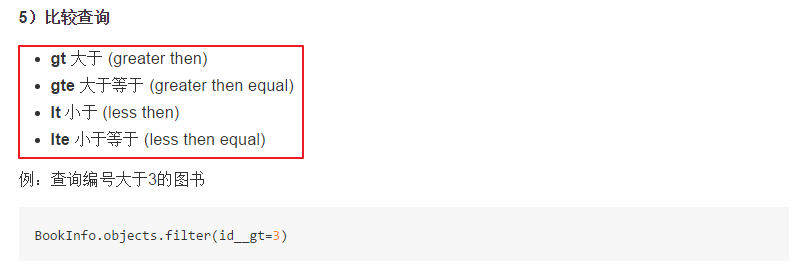 5）比较查询
gt 大于 (greater then)
gte 大于等于 (greater then equal)
lt 小于 (less then)
lte 小于等于 (less then equal)
例：查询编号大于3的图书
BookInfo.objects.filter(id__gt=3)